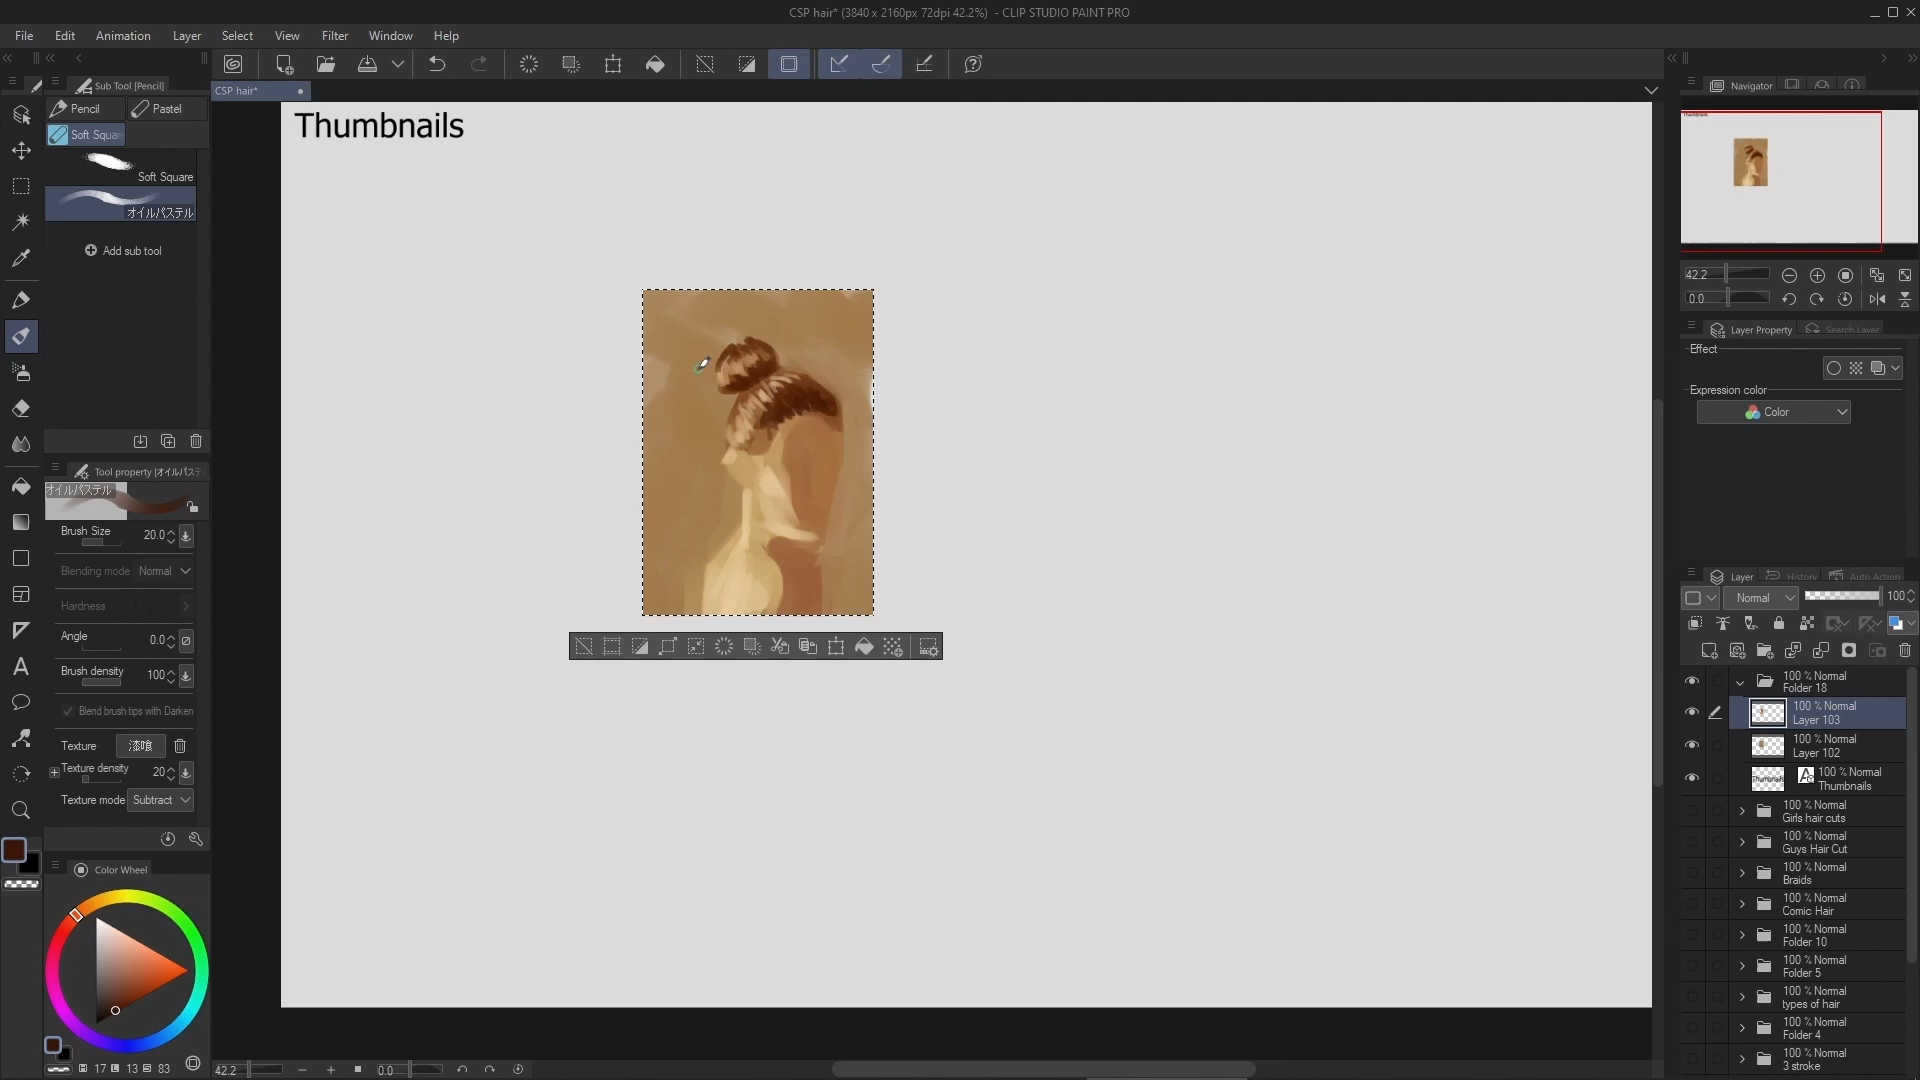 CSP hair* (3840 x 2160px 72dpi 42.2%) - CLIP STUDIO PAINT PRO
File Edit Animation Layer Select View Filter Window Help
Sub Tool [Pencil]
CSP hair*
Pencil Pastel
Soft Square
Soft Square
オイルパステル
Add sub tool
Tool property [オイルパステ
オイルパステル
Brush Size 20.0
Blending mode Normal
Hardness
Angle 0.0
Brush density 100
Blend brush tips with Darken
Texture 漆喰
Texture density 20
Texture mode Subtract
Color Wheel
17 13 83
Thumbnails
42.2 0.0
Navigator
42.2
0.0
Layer Property Search Layer
Effect
Expression color
Color
Layer History Auto Action
Normal 100
100 % Normal
Folder 18
100 % Normal
Layer 103
100 % Normal
Layer 102
100 % Normal
Thumbnails
100 % Normal
Girls hair cuts
100 % Normal
Guys Hair Cut
100 % Normal
Braids
100 % Normal
Comic Hair
100 % Normal
Folder 10
100 % Normal
Folder 5
100 % Normal
types of hair
100 % Normal
Folder 4
100 % Normal
3 stroke